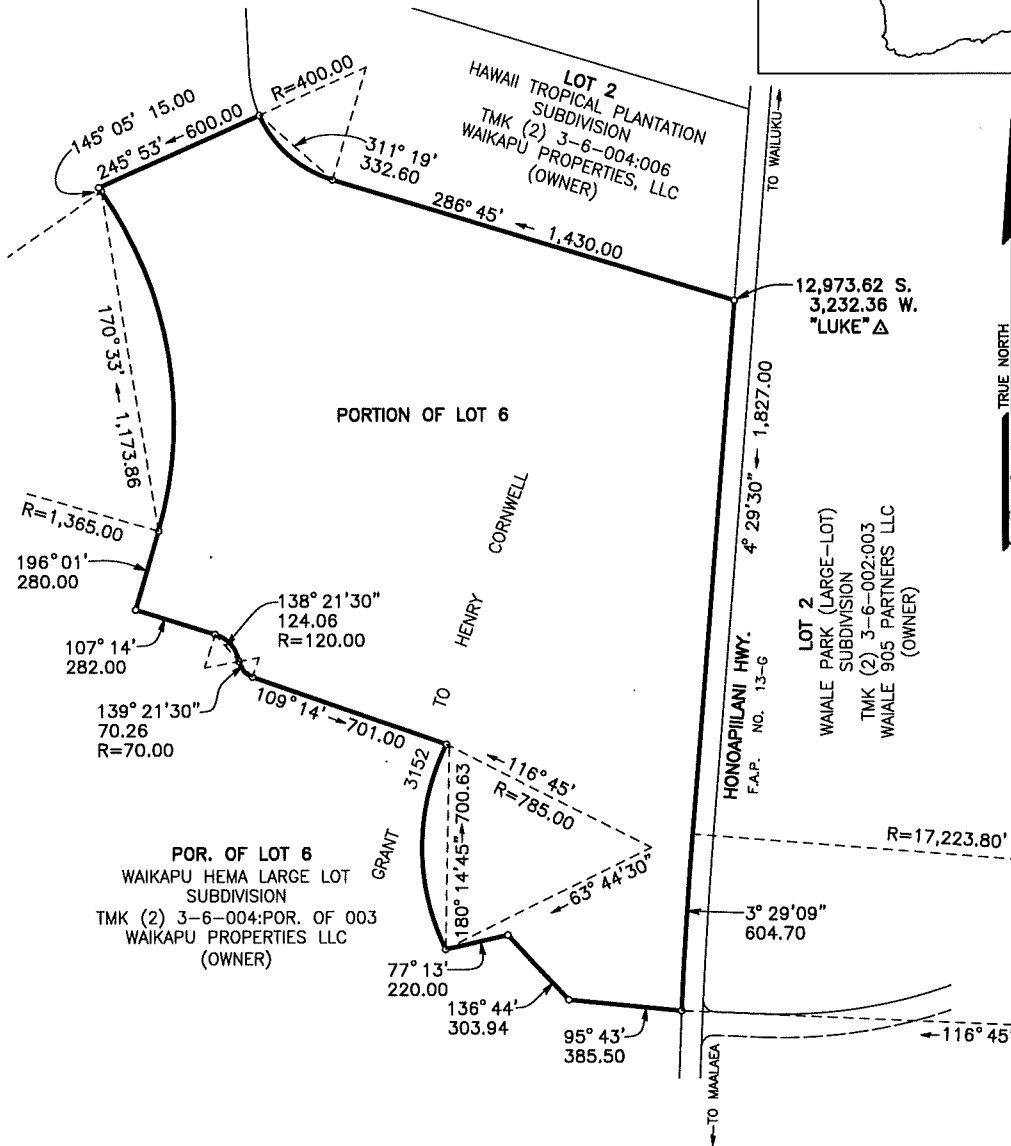 145° 05' 15.00
245° 53' ← 600.00
R=400.00
311° 19'
332.60
LOT 2
HAWAII TROPICAL PLANTATION
SUBDIVISION
TMK (2) 3-6-004:006
WAIKAPU PROPERTIES, LLC
(OWNER)
286° 45' ← 1,430.00
TO WAILUKU→
12,973.62 S.
3,232.36 W.
"LUKE" △
TRUE NORTH
170° 33' ← 1,173.86
PORTION OF LOT 6
4° 29'30" ← 1,827.00
R=1,365.00
196° 01'
280.00
107° 14'
282.00
138° 21'30"
124.06
R=120.00
139° 21'30"
70.26
R=70.00
109° 14' → 701.00
GRANT 3152 TO HENRY CORNWELL
HONOAPIILANI HWY.
F.A.P. NO. 13-G
LOT 2
WAIALE PARK (LARGE-LOT)
SUBDIVISION
TMK (2) 3-6-002:003
WAIALE 905 PARTNERS LLC
(OWNER)
←116° 45'
R=785.00
180° 14'45"→700.63
←63° 44'30"
R=17,223.80'
POR. OF LOT 6
WAIKAPU HEMA LARGE LOT
SUBDIVISION
TMK (2) 3-6-004:POR. OF 003
WAIKAPU PROPERTIES LLC
(OWNER)
3° 29'09"
604.70
77° 13'
220.00
136° 44'
303.94
95° 43'
385.50
←116° 45'
←TO MAALAEA